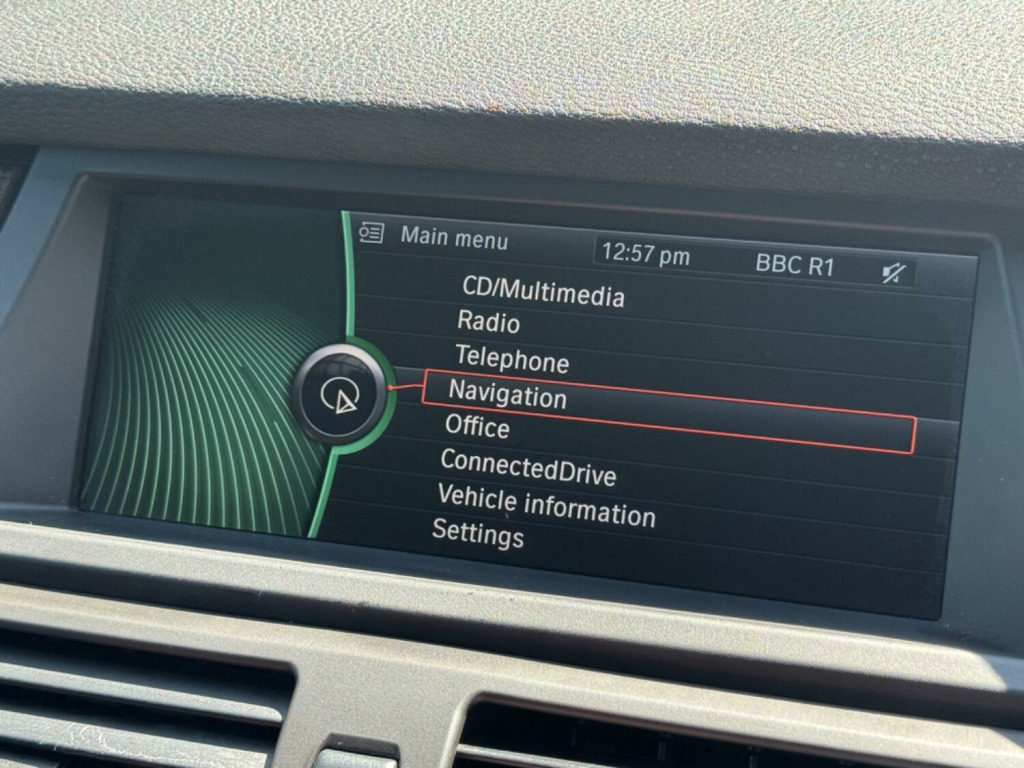 Main menu 12:57 pm BBC R1
CD/Multimedia
Radio
Telephone
Navigation
Office
ConnectedDrive
Vehicle information
Settings